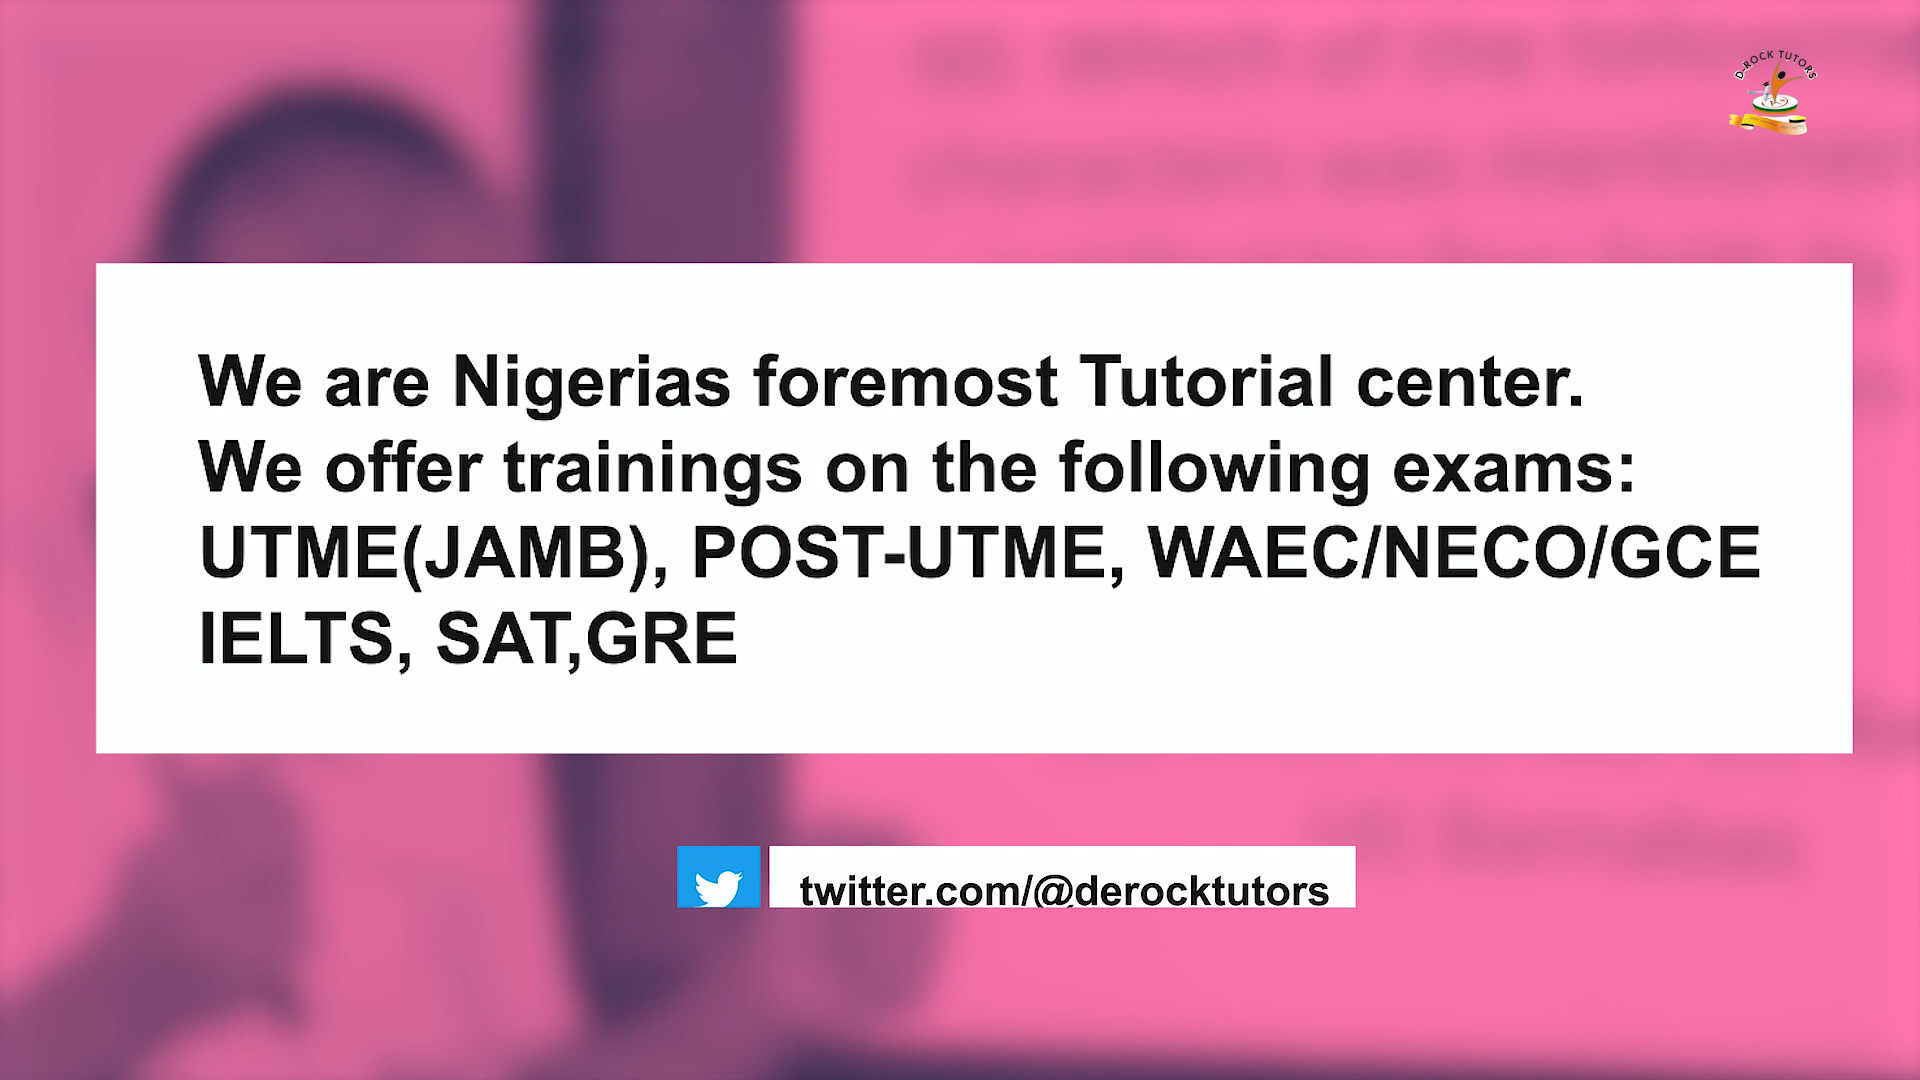 D-ROCK TUTORS
We are Nigerias foremost Tutorial center.
We offer trainings on the following exams:
UTME(JAMB), POST-UTME, WAEC/NECO/GCE
IELTS, SAT,GRE
twitter.com/@derocktutors